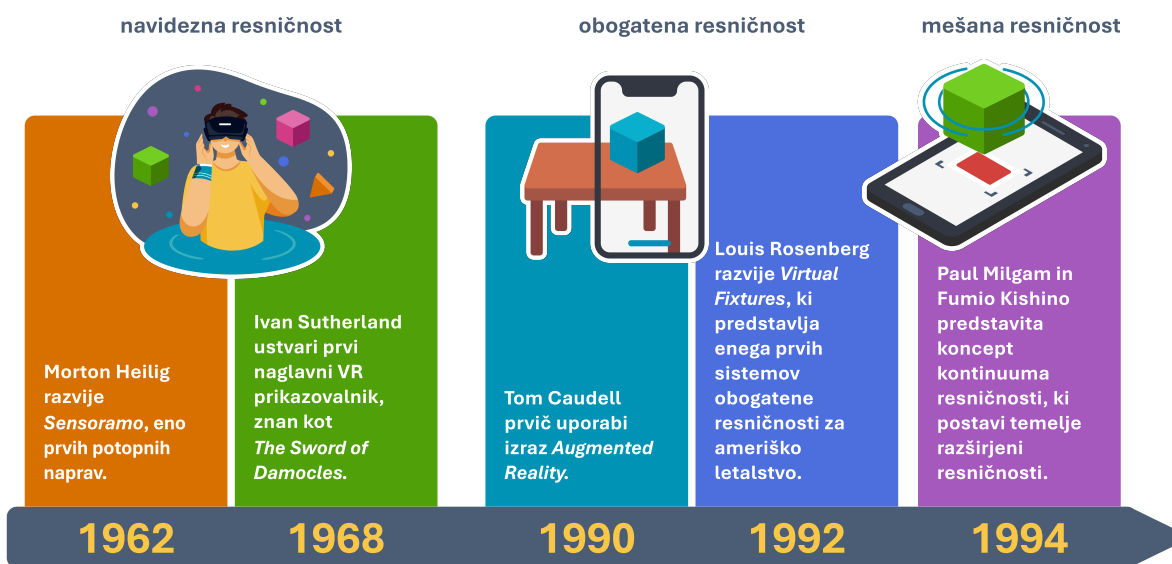 navidezna resničnost
obogatena resničnost
mešana resničnost
Morton Heilig
razvije
Sensoramo, eno
prvih potopnih
naprav.
Ivan Sutherland
ustvari prvi
naglavni VR
prikazovalnik,
znan kot
The Sword of
Damocles.
Tom Caudell
prvič uporabi
izraz Augmented
Reality.
Louis Rosenberg
razvije Virtual
Fixtures, ki
predstavlja
enega prvih
sistemov
obogatene
resničnosti za
ameriško
letalstvo.
Paul Milgam in
Fumio Kishino
predstavita
koncept
kontinuuma
resničnosti, ki
postavi temelje
razširjeni
resničnosti.
1962
1968
1990
1992
1994